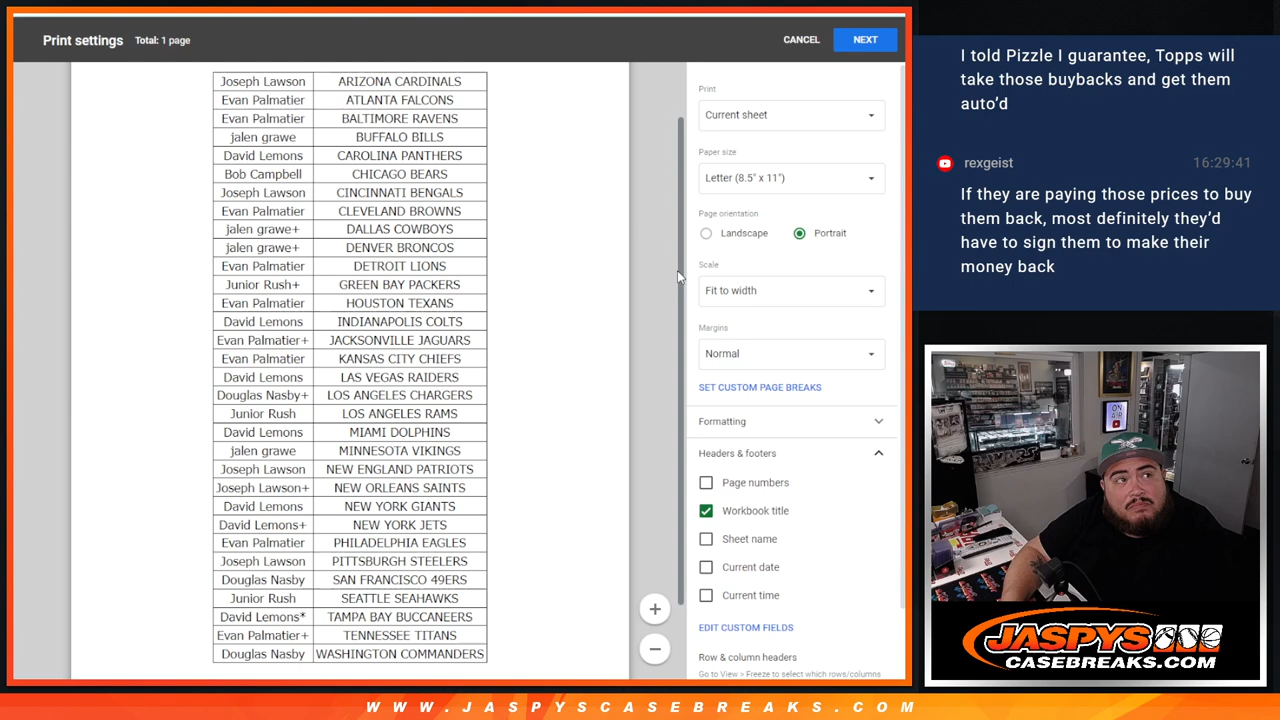 Print settings
Total: 1 page
CANCEL
NEXT
Joseph Lawson ARIZONA CARDINALS
Evan Palmatier ATLANTA FALCONS
Evan Palmatier BALTIMORE RAVENS
jalen grawe BUFFALO BILLS
David Lemons CAROLINA PANTHERS
Bob Campbell CHICAGO BEARS
Joseph Lawson CINCINNATI BENGALS
Evan Palmatier CLEVELAND BROWNS
jalen grawe+ DALLAS COWBOYS
jalen grawe+ DENVER BRONCOS
Evan Palmatier DETROIT LIONS
Junior Rush+ GREEN BAY PACKERS
Evan Palmatier HOUSTON TEXANS
David Lemons INDIANAPOLIS COLTS
Evan Palmatier+ JACKSONVILLE JAGUARS
Evan Palmatier KANSAS CITY CHIEFS
David Lemons LAS VEGAS RAIDERS
Douglas Nasby+ LOS ANGELES CHARGERS
Junior Rush LOS ANGELES RAMS
David Lemons MIAMI DOLPHINS
jalen grawe MINNESOTA VIKINGS
Joseph Lawson NEW ENGLAND PATRIOTS
Joseph Lawson+ NEW ORLEANS SAINTS
David Lemons NEW YORK GIANTS
David Lemons+ NEW YORK JETS
Evan Palmatier PHILADELPHIA EAGLES
Joseph Lawson PITTSBURGH STEELERS
Douglas Nasby SAN FRANCISCO 49ERS
Junior Rush SEATTLE SEAHAWKS
David Lemons* TAMPA BAY BUCCANEERS
Evan Palmatier+ TENNESSEE TITANS
Douglas Nasby WASHINGTON COMMANDERS
Print
Current sheet
Paper size
Letter (8.5" x 11")
Page orientation
Landscape
Portrait
Scale
Fit to width
Margins
Normal
SET CUSTOM PAGE BREAKS
Formatting
Headers & footers
Page numbers
Workbook title
Sheet name
Current date
Current time
EDIT CUSTOM FIELDS
Row & column headers
Go to View > Freeze to select which rows/columns
I told Pizzle I guarantee, Topps will
take those buybacks and get them
auto'd
rexgeist 16:29:41
If they are paying those prices to buy
them back, most definitely they'd
have to sign them to make their
money back
ON
AIR
JASPYS
CASEBREAKS.COM
WWW.JASPYSCASEBREAKS.COM